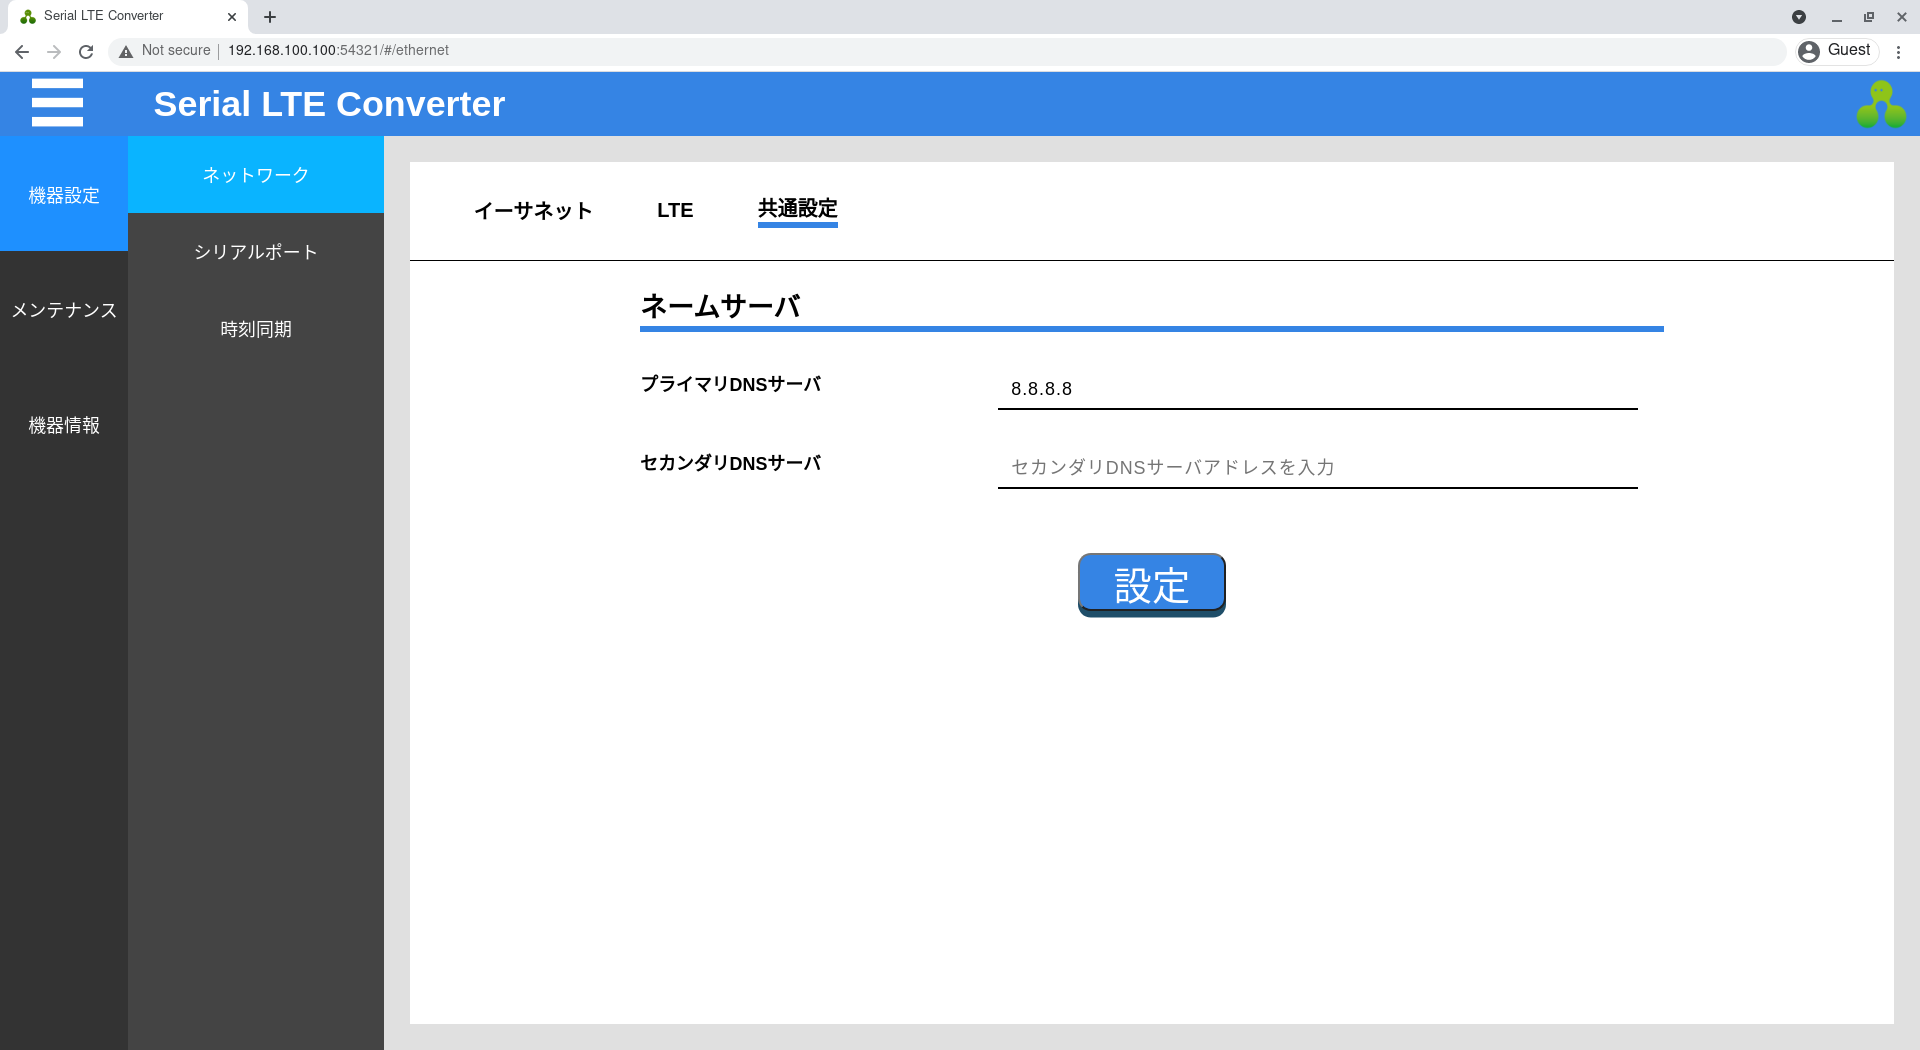 Serial LTE Converter
Not secure
192.168.100.100:54321/#/ethernet
Guest
Serial LTE Converter
機器設定
メンテナンス
機器情報
ネットワーク
シリアルポート
時刻同期
イーサネット
LTE
共通設定
ネームサーバ
プライマリDNSサーバ
8.8.8.8
セカンダリDNSサーバ
セカンダリDNSサーバアドレスを入力
設定